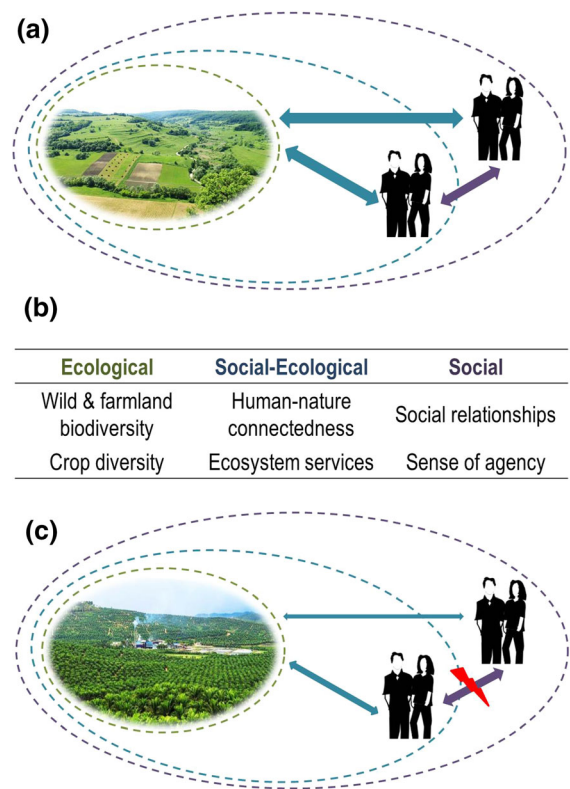 (a)
(b)
Ecological Social-Ecological Social
Wild & farmland biodiversity Human-nature connectedness Social relationships
Crop diversity Ecosystem services Sense of agency
(c)